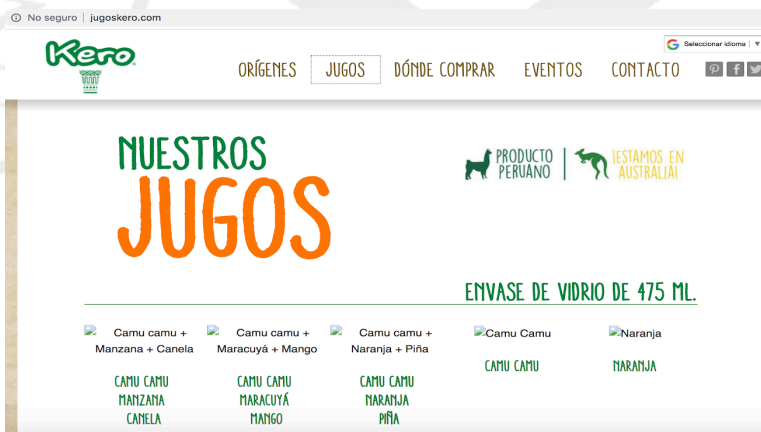 No seguro | jugoskero.com
Kero
Seleccionar idioma
ORÍGENES JUGOS DÓNDE COMPRAR EVENTOS CONTACTO
NUESTROS
JUGOS
PRODUCTO
PERUANO
¡ESTAMOS EN
AUSTRALIA!
ENVASE DE VIDRIO DE 475 ML.
Camu camu +
Manzana + Canela
Camu camu +
Maracuyá + Mango
Camu camu +
Naranja + Piña
Camu Camu
Naranja
CAMU CAMU
MANZANA
CANELA
CAMU CAMU
MARACUYÁ
MANGO
CAMU CAMU
NARANJA
PIÑA
CAMU CAMU
NARANJA